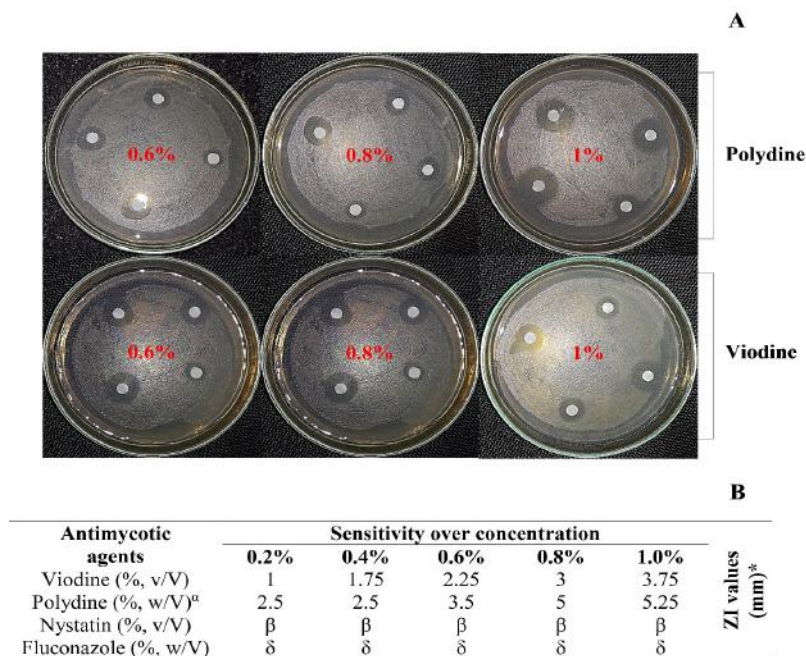 A
0.6% 0.8% 1% Polydine
0.6% 0.8% 1% Viodine
B
Antimycotic agents Sensitivity over concentration ZI values (mm)*
0.2% 0.4% 0.6% 0.8% 1.0%
Viodine (%, v/V) 1 1.75 2.25 3 3.75
Polydine (%, w/V)α 2.5 2.5 3.5 5 5.25
Nystatin (%, v/V) β β β β β
Fluconazole (%, w/V) δ δ δ δ δ